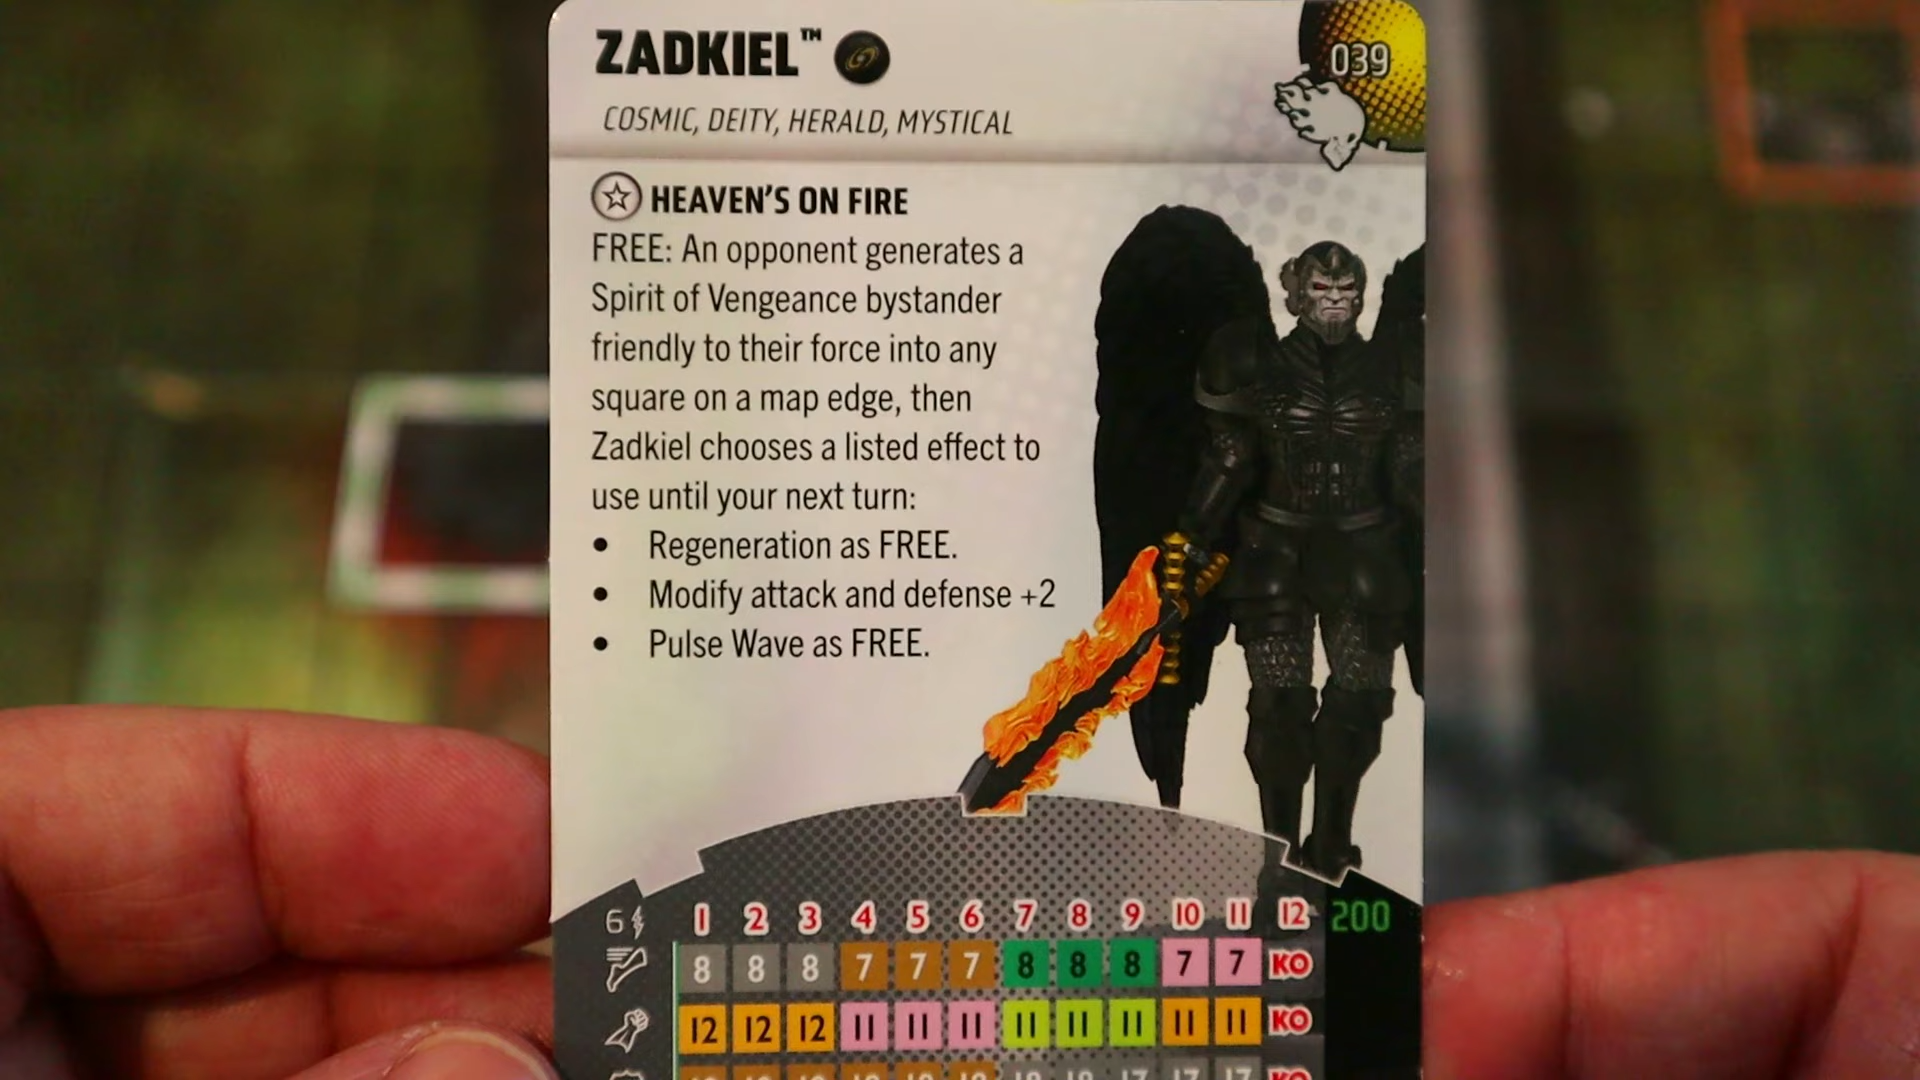 ZADKIEL™
039
COSMIC, DEITY, HERALD, MYSTICAL
HEAVEN'S ON FIRE
FREE: An opponent generates a
Spirit of Vengeance bystander
friendly to their force into any
square on a map edge, then
Zadkiel chooses a listed effect to
use until your next turn:
• Regeneration as FREE.
• Modify attack and defense +2
• Pulse Wave as FREE.
6 1 2 3 4 5 6 7 8 9 10 11 12 200
8 8 8 7 7 7 8 8 8 7 7 KO
12 12 12 11 11 11 11 11 11 11 11 KO